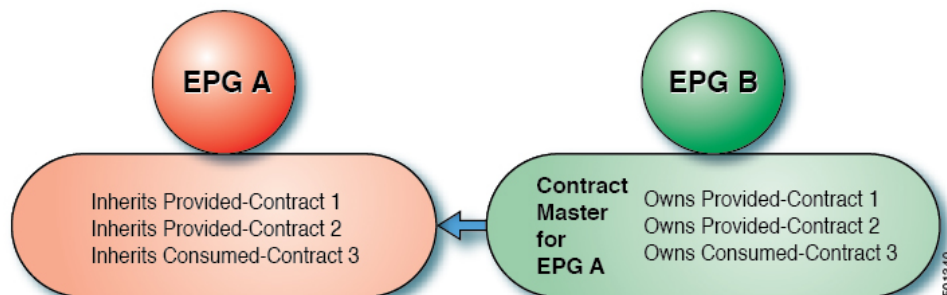 EPG A
EPG B
Inherits Provided-Contract 1
Inherits Provided-Contract 2
Inherits Consumed-Contract 3
Contract
Master
for
EPG A
Owns Provided-Contract 1
Owns Provided-Contract 2
Owns Consumed-Contract 3